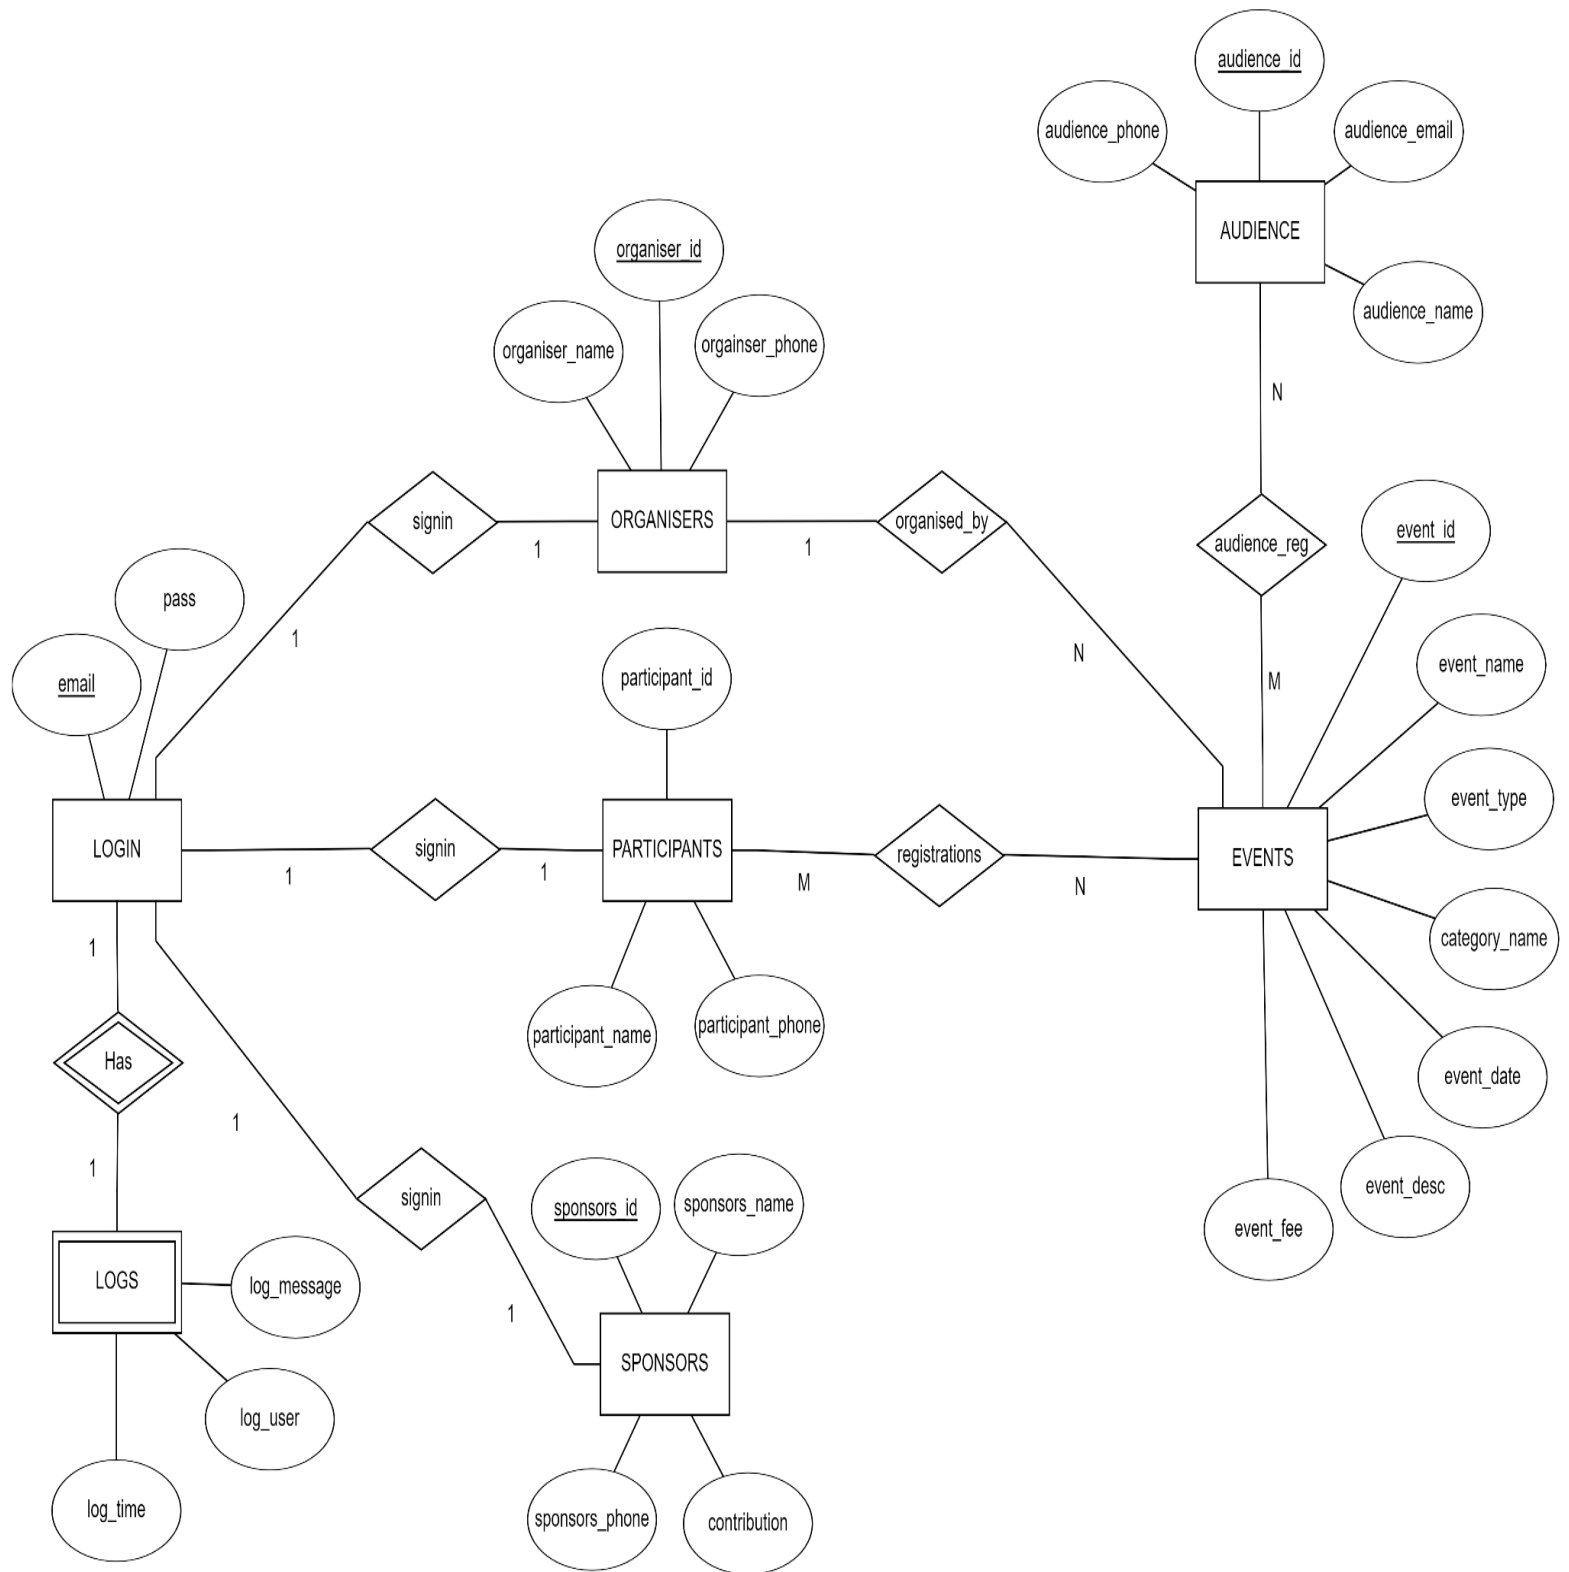 audience_id
audience_phone
audience_email
AUDIENCE
audience_name
organiser_id
organiser_name
orgainser_phone
N
signin
ORGANISERS
organised_by
1
1
audience_reg
event_id
pass
email
1
N
M
participant_id
event_name
event_type
LOGIN
signin
PARTICIPANTS
registrations
EVENTS
1
1
M
N
category_name
1
participant_name
participant_phone
Has
event_date
1
1
event_desc
signin
sponsors_id
sponsors_name
event_fee
LOGS
log_message
1
SPONSORS
log_user
log_time
sponsors_phone
contribution